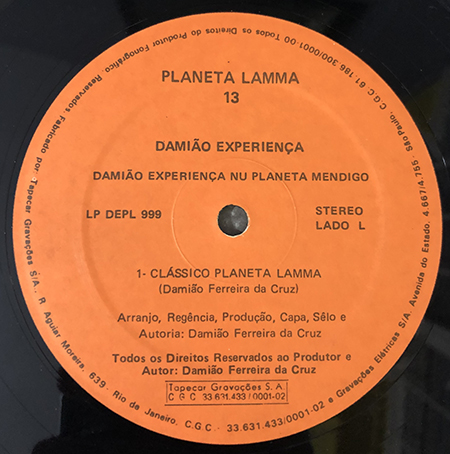 PLANETA LAMMA
13
DAMIÃO EXPERIENÇA
DAMIÃO EXPERIENÇA NU PLANETA MENDIGO
LP DEPL 999
STEREO
LADO L
1- CLÁSSICO PLANETA LAMMA
(Damião Ferreira da Cruz)
Arranjo, Regência, Produção, Capa, Sêlo e
Autoria: Damião Ferreira da Cruz
Todos os Direitos Reservados ao Produtor e
Autor: Damião Ferreira da Cruz
Tapecar Gravações S.A.
C G C 33.631.433/0001-02
Todos os Direitos do Produtor Fonográfico Reservados Fabricado por Tapecar Gravações S/A. R Aguiar Moreira, 639 - Rio de Janeiro. C.G.C. 33.631.433/0001-02 e Gravações Elétricas S/A. Avenida do Estado, 4.667/4.755. São Paulo. C.G.C. 61 186 300/0001-00